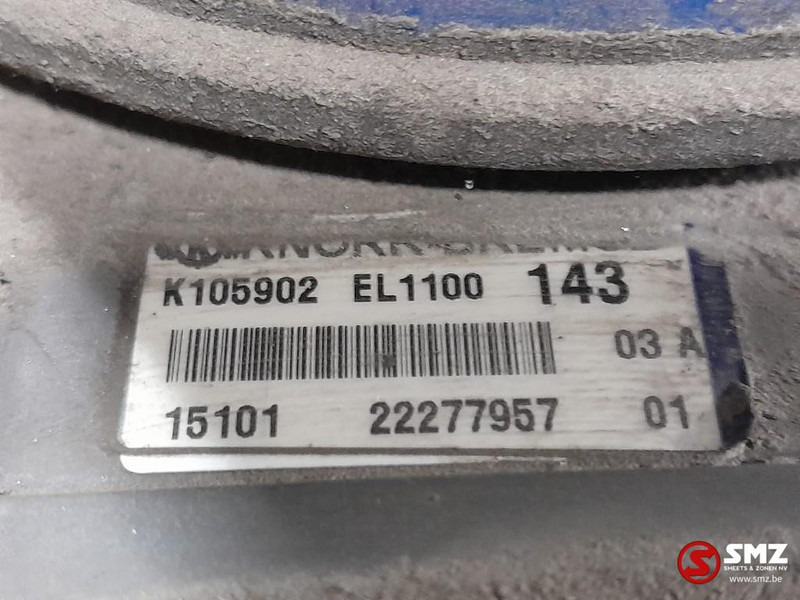 K105902 EL1100 143
03 A
15101 22277957 01
SMZ
SHEETS & ZONEN NV
www.smz.be